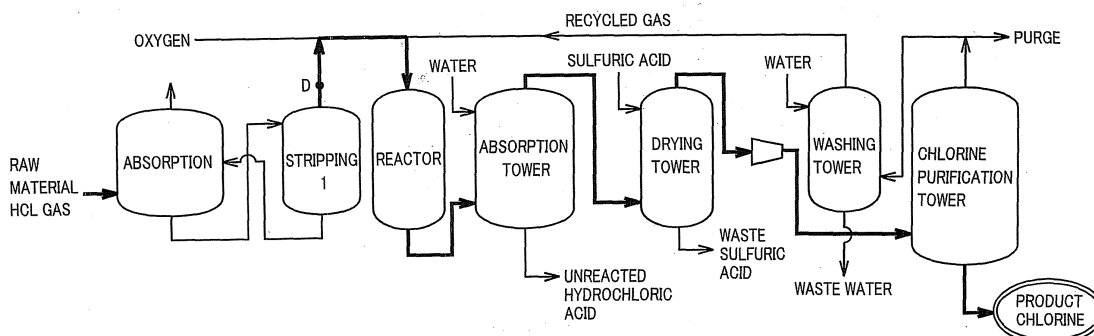 RECYCLED GAS
OXYGEN
PURGE
WATER
SULFURIC ACID
WATER
D
ABSORPTION
STRIPPING
1
REACTOR
ABSORPTION
TOWER
DRYING
TOWER
WASHING
TOWER
CHLORINE
PURIFICATION
TOWER
RAW
MATERIAL
HCL GAS
UNREACTED
HYDROCHLORIC
ACID
WASTE
SULFURIC
ACID
WASTE WATER
PRODUCT
CHLORINE